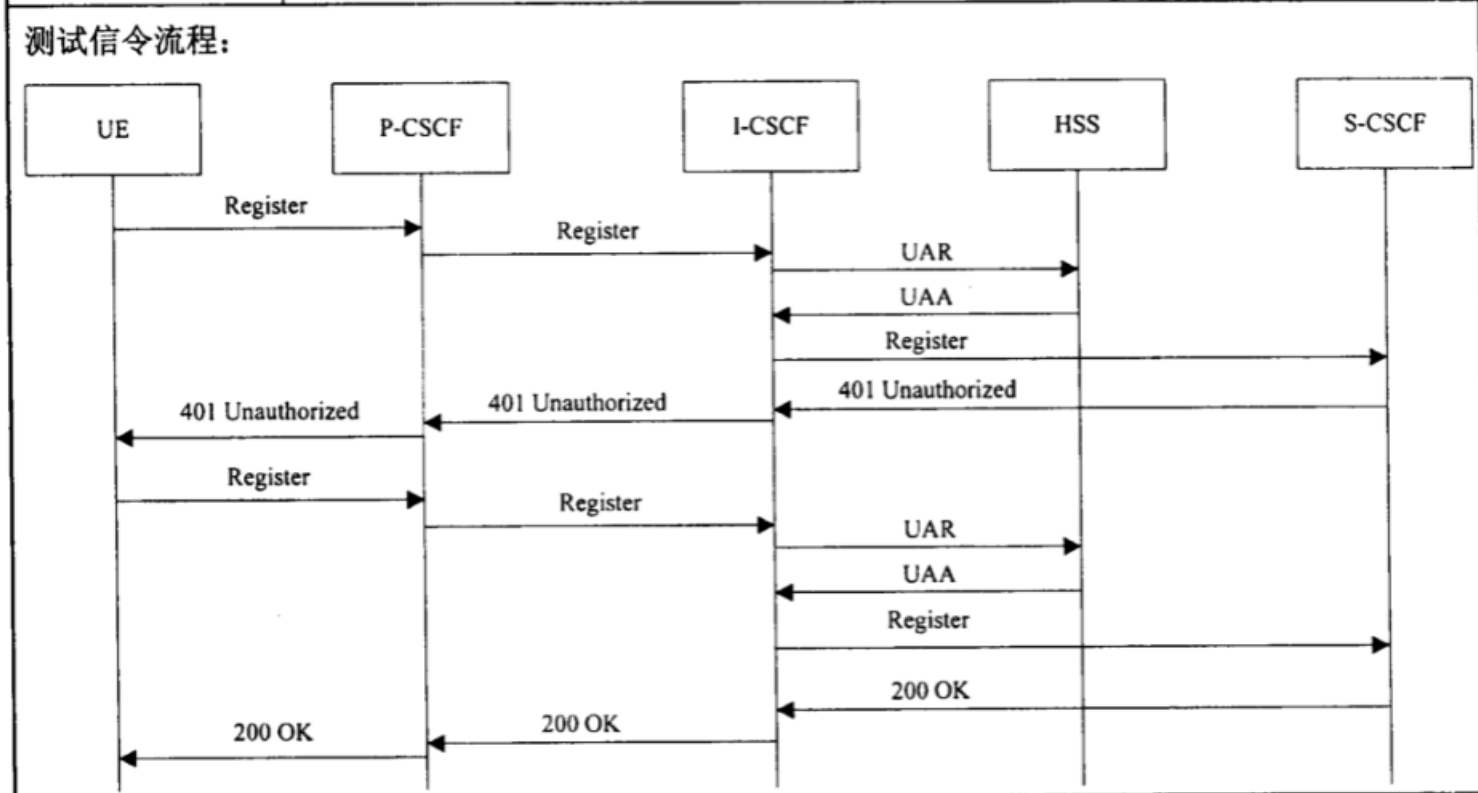 测试信令流程：
UE P-CSCF I-CSCF HSS S-CSCF
Register
Register
UAR
UAA
Register
401 Unauthorized
401 Unauthorized
401 Unauthorized
Register
Register
UAR
UAA
Register
200 OK
200 OK
200 OK